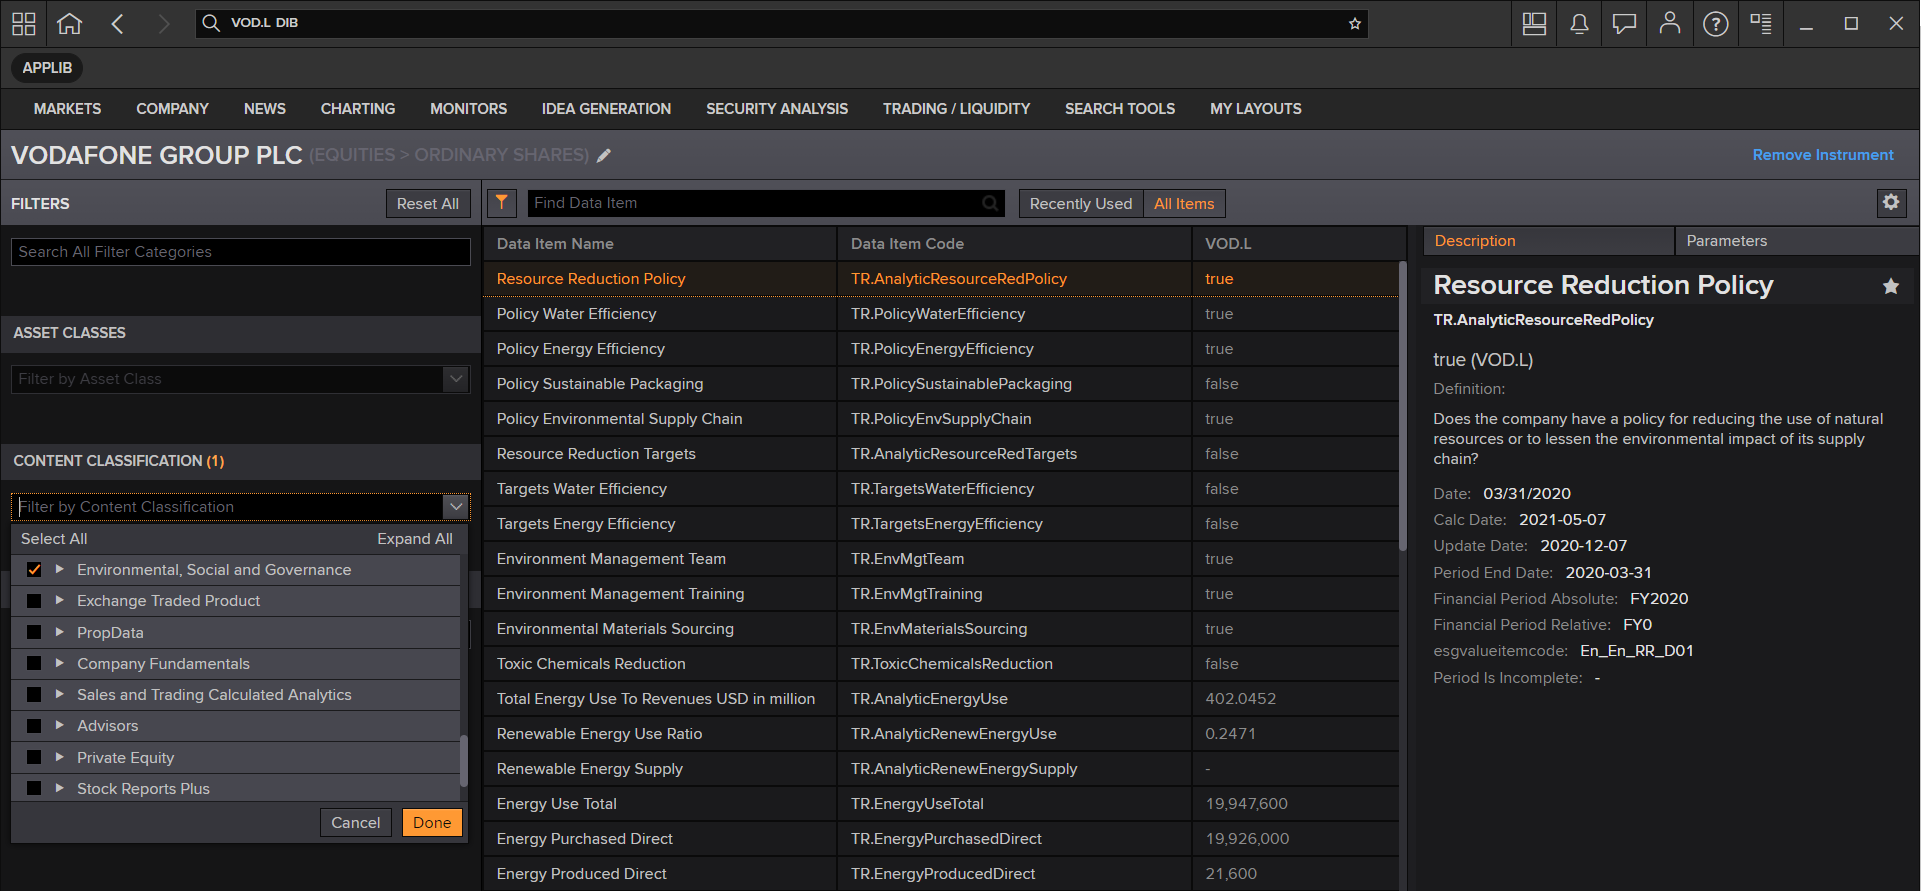 VOD.L DIB
APPLIB
MARKETS COMPANY NEWS CHARTING MONITORS IDEA GENERATION SECURITY ANALYSIS TRADING / LIQUIDITY SEARCH TOOLS MY LAYOUTS
VODAFONE GROUP PLC (EQUITIES > ORDINARY SHARES) Remove Instrument
FILTERS Reset All
Search All Filter Categories
ASSET CLASSES
Filter by Asset Class
CONTENT CLASSIFICATION (1)
Filter by Content Classification
Select All Expand All
Environmental, Social and Governance
Exchange Traded Product
PropData
Company Fundamentals
Sales and Trading Calculated Analytics
Advisors
Private Equity
Stock Reports Plus
Cancel Done
Find Data Item Recently Used All Items
Data Item Name Data Item Code VOD.L
Resource Reduction Policy TR.AnalyticResourceRedPolicy true
Policy Water Efficiency TR.PolicyWaterEfficiency true
Policy Energy Efficiency TR.PolicyEnergyEfficiency true
Policy Sustainable Packaging TR.PolicySustainablePackaging false
Policy Environmental Supply Chain TR.PolicyEnvSupplyChain true
Resource Reduction Targets TR.AnalyticResourceRedTargets false
Targets Water Efficiency TR.TargetsWaterEfficiency false
Targets Energy Efficiency TR.TargetsEnergyEfficiency false
Environment Management Team TR.EnvMgtTeam true
Environment Management Training TR.EnvMgtTraining true
Environmental Materials Sourcing TR.EnvMaterialsSourcing true
Toxic Chemicals Reduction TR.ToxicChemicalsReduction false
Total Energy Use To Revenues USD in million TR.AnalyticEnergyUse 402.0452
Renewable Energy Use Ratio TR.AnalyticRenewEnergyUse 0.2471
Renewable Energy Supply TR.AnalyticRenewEnergySupply -
Energy Use Total TR.EnergyUseTotal 19,947,600
Energy Purchased Direct TR.EnergyPurchasedDirect 19,926,000
Energy Produced Direct TR.EnergyProducedDirect 21,600
Description Parameters
Resource Reduction Policy
TR.AnalyticResourceRedPolicy
true (VOD.L)
Definition:
Does the company have a policy for reducing the use of natural
resources or to lessen the environmental impact of its supply
chain?
Date: 03/31/2020
Calc Date: 2021-05-07
Update Date: 2020-12-07
Period End Date: 2020-03-31
Financial Period Absolute: FY2020
Financial Period Relative: FY0
esgvalueitemcode: En_En_RR_D01
Period Is Incomplete: -